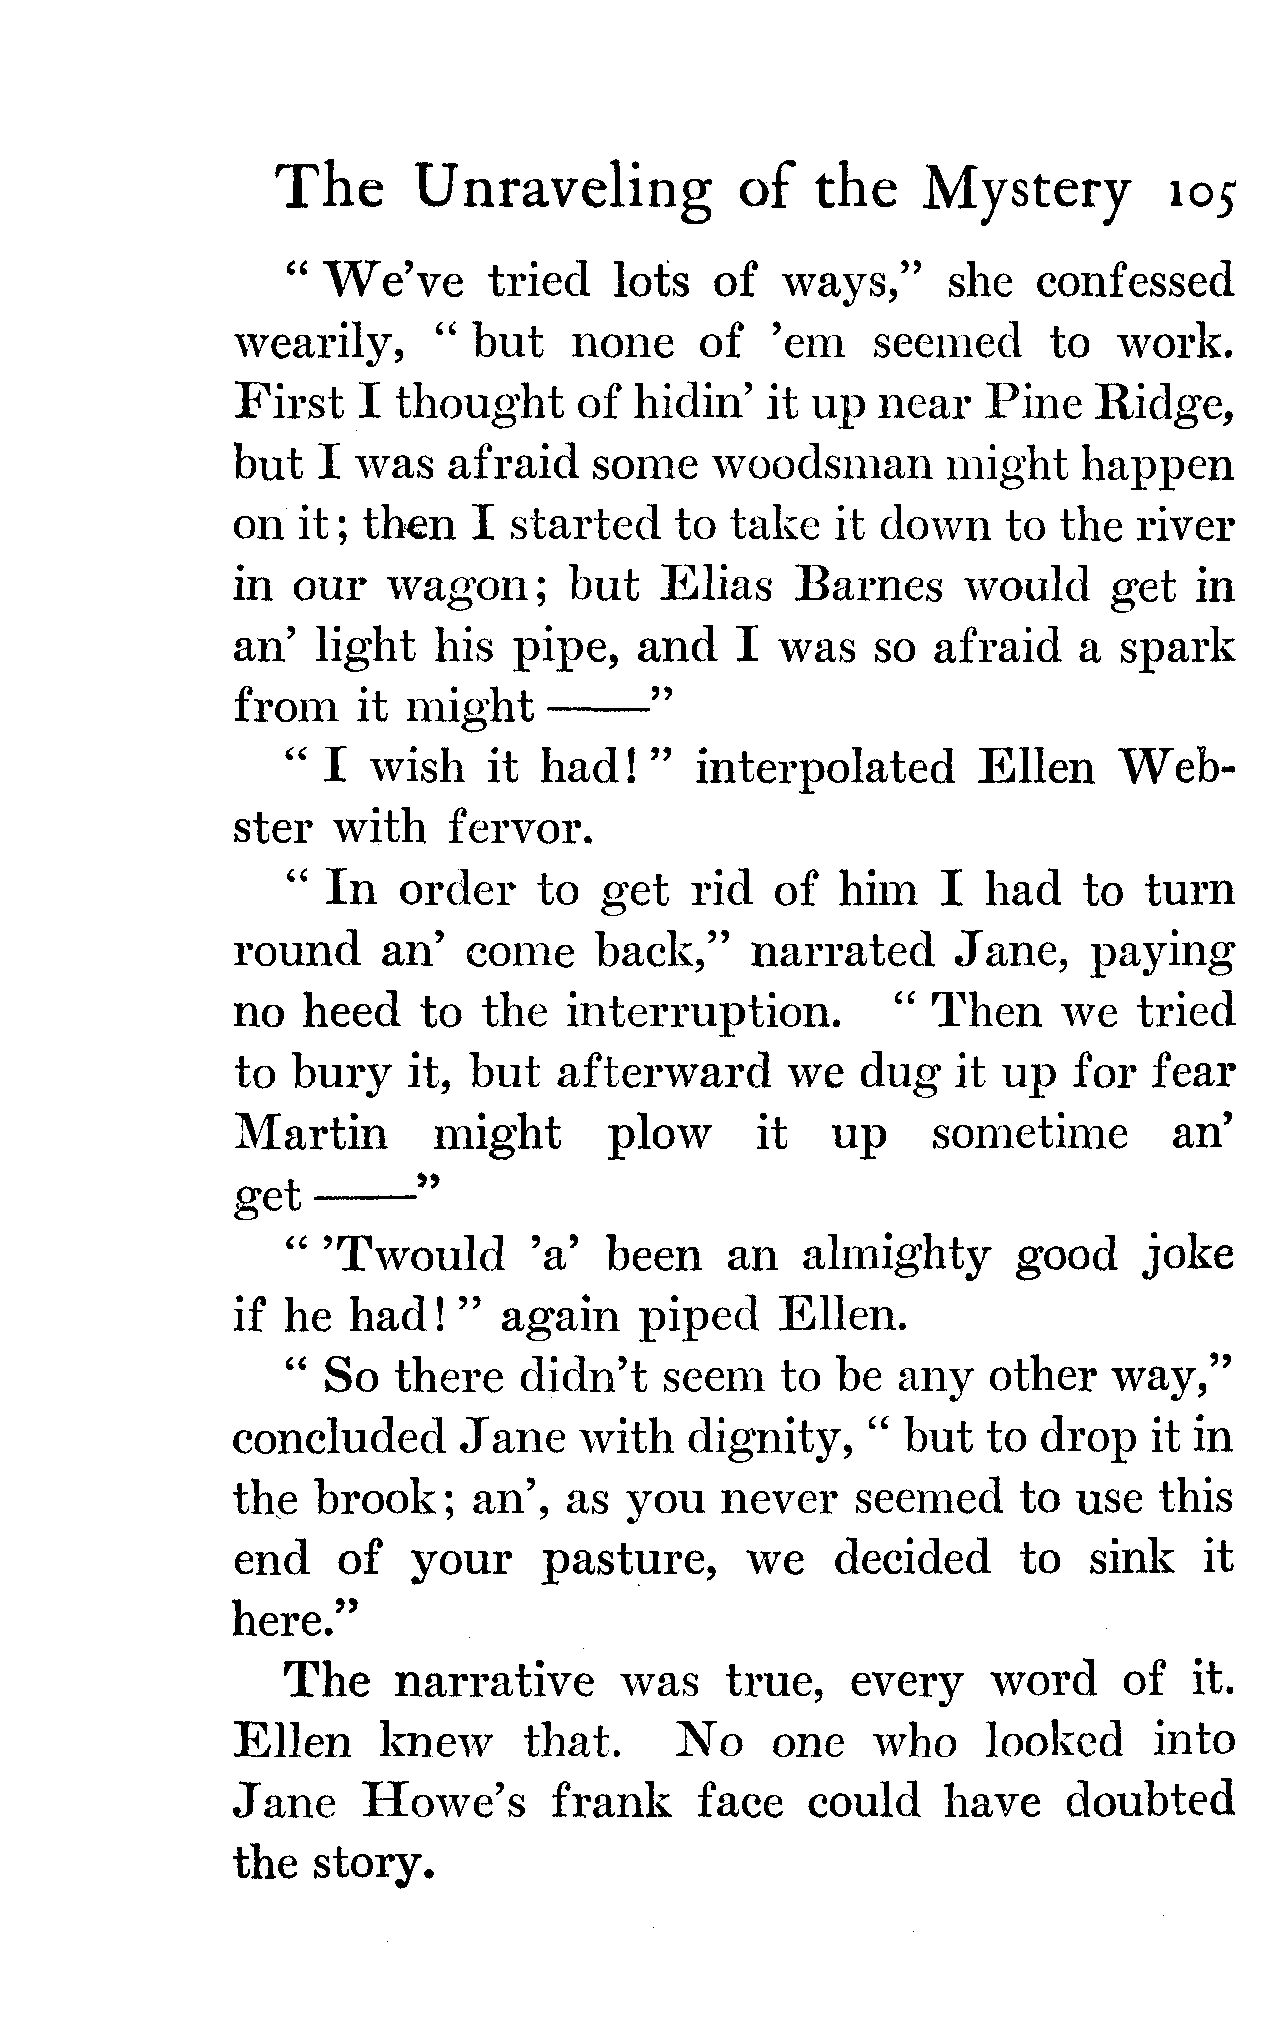 The Unraveling of the Mystery 105
“ We’ve tried lots of ways,” she confessed
wearily, “ but none of ’em seemed to work.
First I thought of hidin’ it up near Pine Ridge,
but I was afraid some woodsman might happen
on it; then I started to take it down to the river
in our wagon; but Elias Barnes would get in
an’ light his pipe, and I was so afraid a spark
from it might ——”
“ I wish it had! ” interpolated Ellen Web-
ster with fervor.
“ In order to get rid of him I had to turn
round an’ come back,” narrated Jane, paying
no heed to the interruption. “ Then we tried
to bury it, but afterward we dug it up for fear
Martin might plow it up sometime an’
get ——”
“ ’Twould ’a’ been an almighty good joke
if he had! ” again piped Ellen.
“ So there didn’t seem to be any other way,”
concluded Jane with dignity, “ but to drop it in
the brook; an’, as you never seemed to use this
end of your pasture, we decided to sink it
here.”
The narrative was true, every word of it.
Ellen knew that. No one who looked into
Jane Howe’s frank face could have doubted
the story.